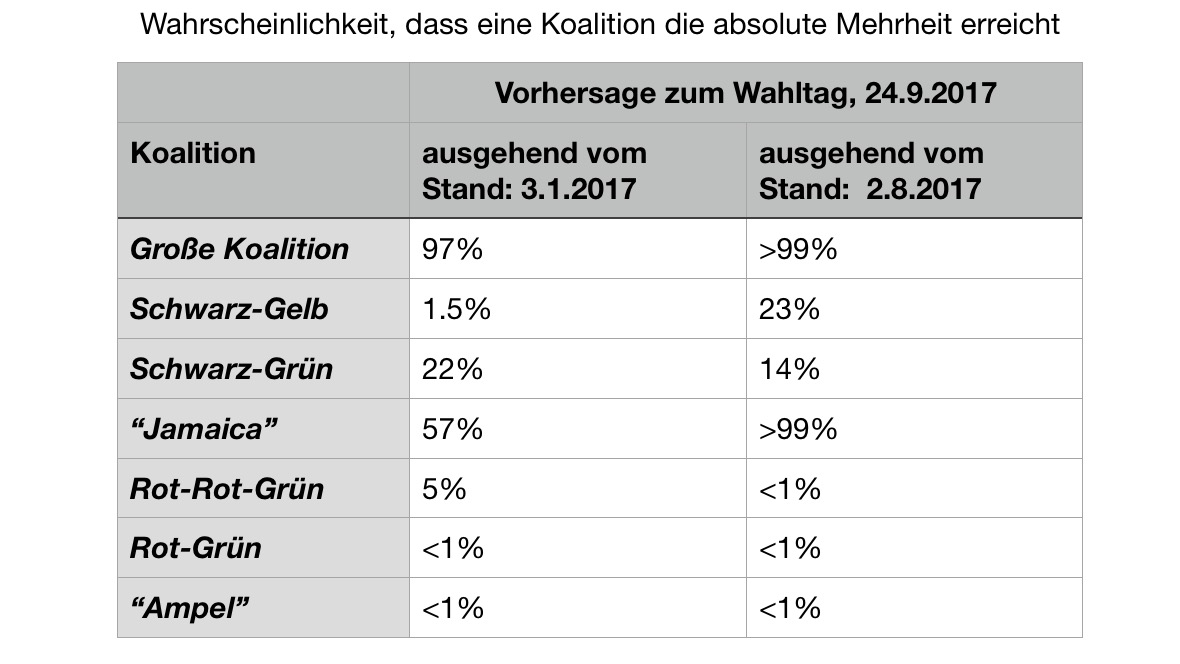 Wahrscheinlichkeit, dass eine Koalition die absolute Mehrheit erreicht
Vorhersage zum Wahltag, 24.9.2017
Koalition ausgehend vom ausgehend vom
Stand: 3.1.2017 Stand: 2.8.2017
Große Koalition 97% >99%
Schwarz-Gelb 1.5% 23%
Schwarz-Grün 22% 14%
“Jamaica” 57% >99%
Rot-Rot-Grün 5% <1%
Rot-Grün <1% <1%
“Ampel” <1% <1%